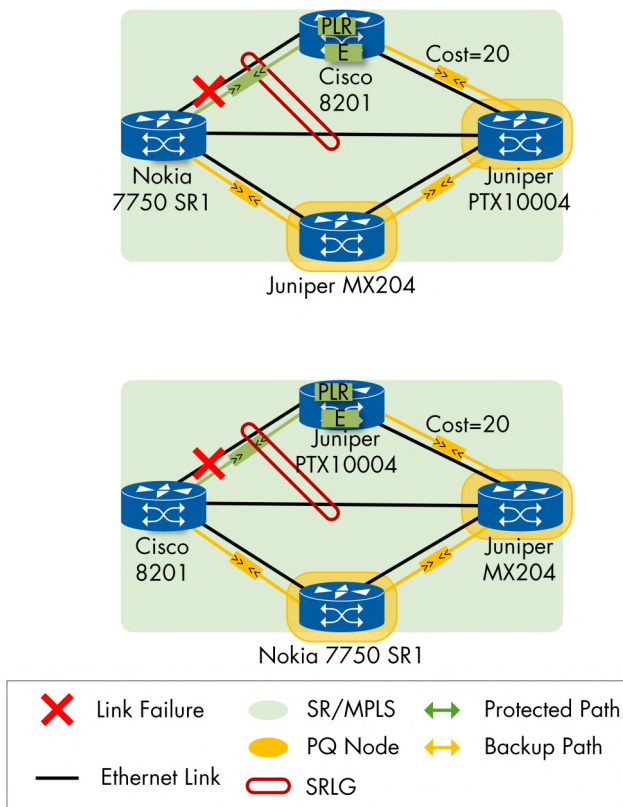 PLR
E
Cost=20
Cisco
8201
Nokia
7750 SR1
Juniper
PTX10004
Juniper MX204
PLR
E
Cost=20
Juniper
PTX10004
Cisco
8201
Juniper
MX204
Nokia 7750 SR1
Link Failure
SR/MPLS
Protected Path
PQ Node
Backup Path
Ethernet Link
SRLG